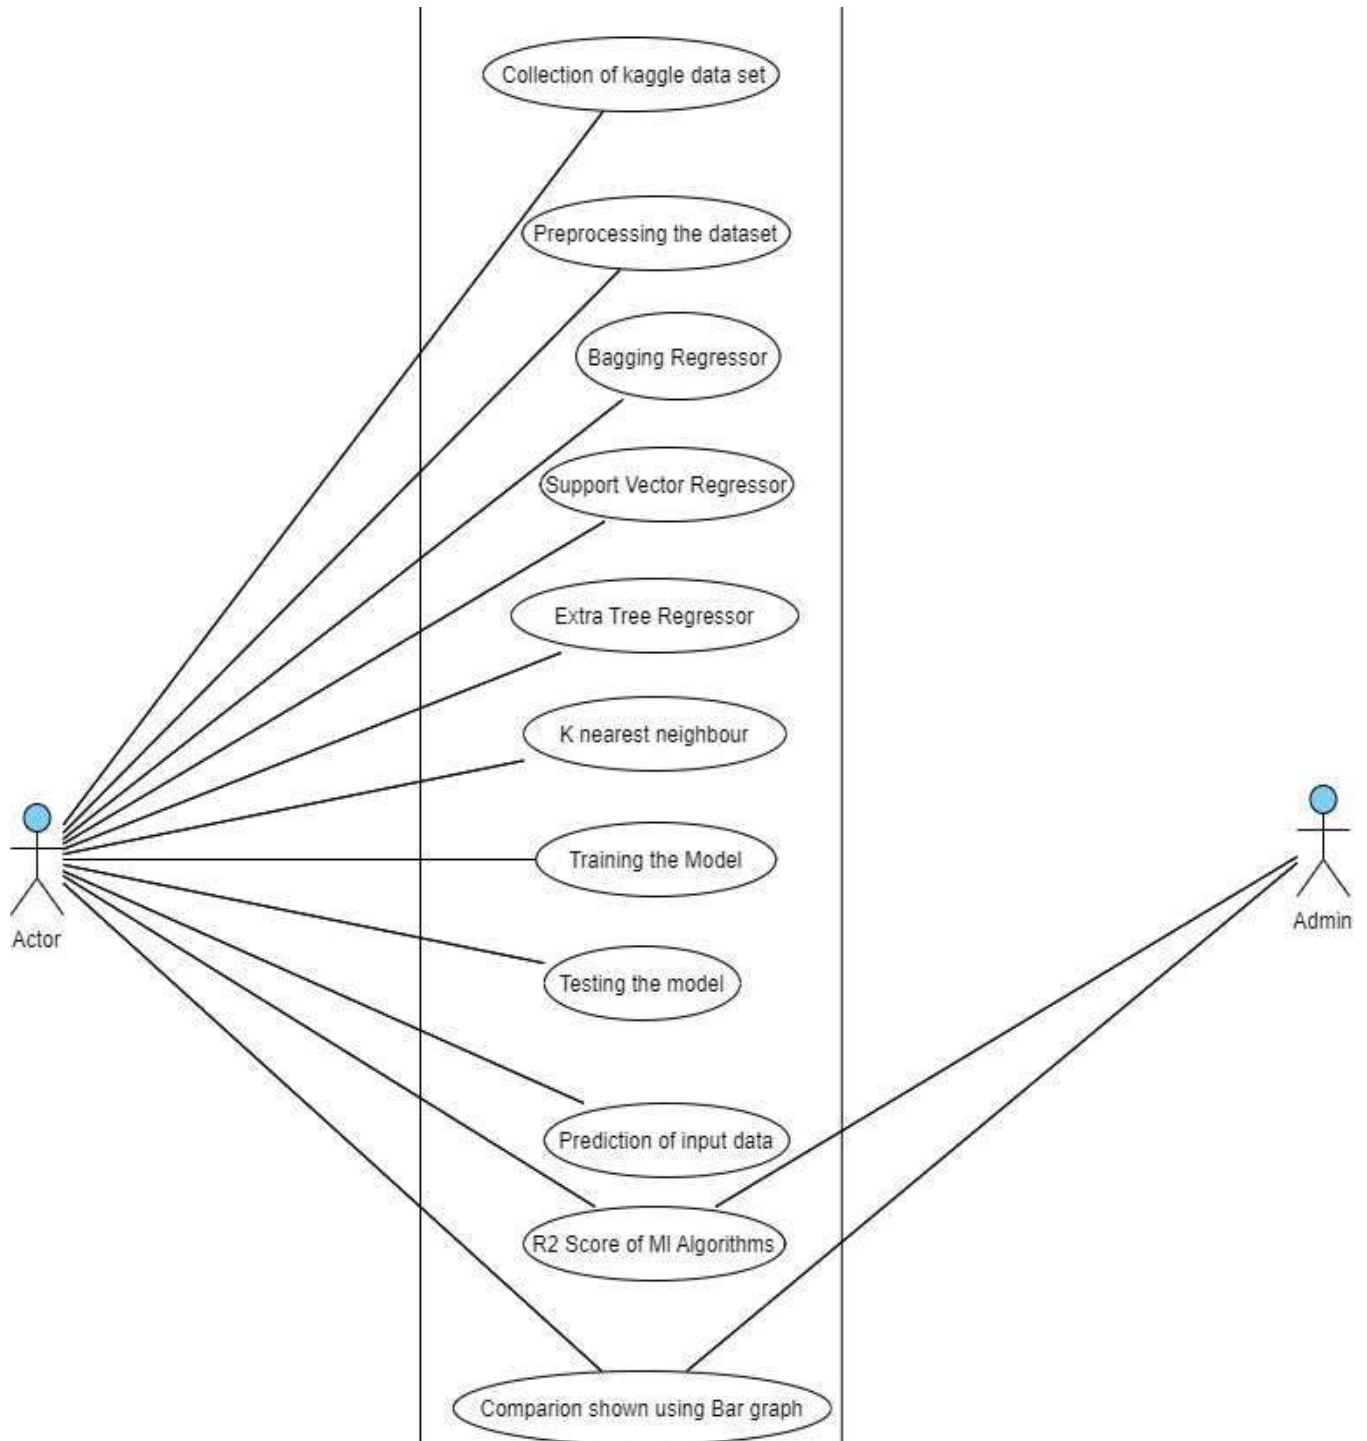 Collection of kaggle data set
Preprocessing the dataset
Bagging Regressor
Support Vector Regressor
Extra Tree Regressor
K nearest neighbour
Training the Model
Actor
Admin
Testing the model
Prediction of input data
R2 Score of Ml Algorithms
Comparion shown using Bar graph